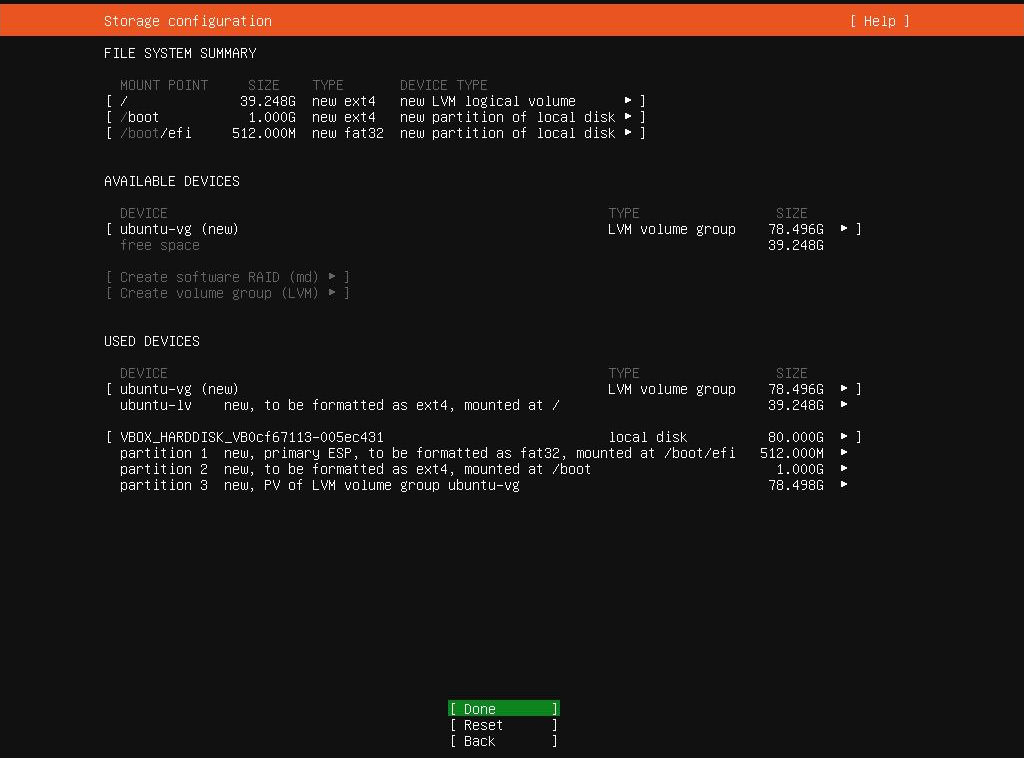 Storage configuration [ Help ]
FILE SYSTEM SUMMARY
MOUNT POINT SIZE TYPE DEVICE TYPE
[ / 39.248G new ext4 new LVM logical volume ▸ ]
[ /boot 1.000G new ext4 new partition of local disk ▸ ]
[ /boot/efi 512.000M new fat32 new partition of local disk ▸ ]
AVAILABLE DEVICES
DEVICE TYPE SIZE
[ ubuntu-vg (new) LVM volume group 78.496G ▸ ]
free space 39.248G
[ Create software RAID (md) ▸ ]
[ Create volume group (LVM) ▸ ]
USED DEVICES
DEVICE TYPE SIZE
[ ubuntu-vg (new) LVM volume group 78.496G ▸ ]
ubuntu-lv new, to be formatted as ext4, mounted at / 39.248G ▸
[ VBOX_HARDDISK_VB0cf67113-005ec431 local disk 80.000G ▸ ]
partition 1 new, primary ESP, to be formatted as fat32, mounted at /boot/efi 512.000M ▸
partition 2 new, to be formatted as ext4, mounted at /boot 1.000G ▸
partition 3 new, PV of LVM volume group ubuntu-vg 78.498G ▸
[ Done ]
[ Reset ]
[ Back ]